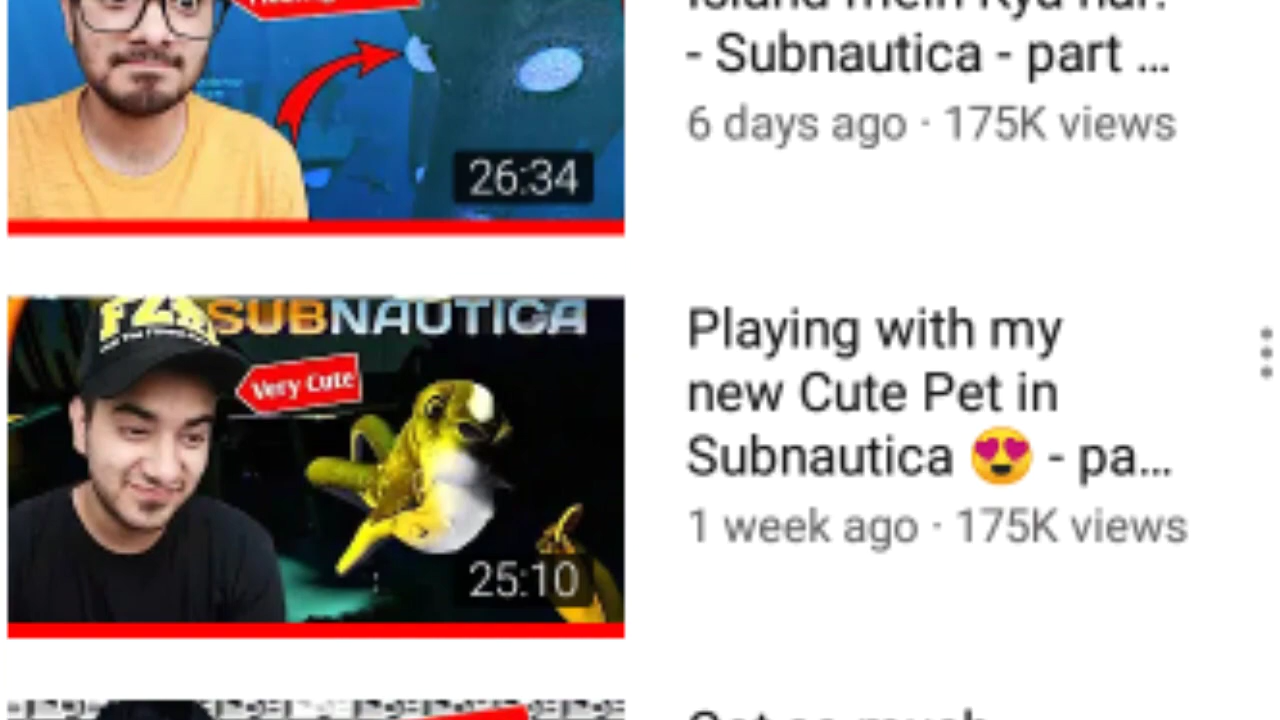 - Subnautica - part ...
6 days ago · 175K views
26:34
SUBNAUTICA
Very Cute
25:10
Playing with my
new Cute Pet in
Subnautica 😍 - pa...
1 week ago · 175K views